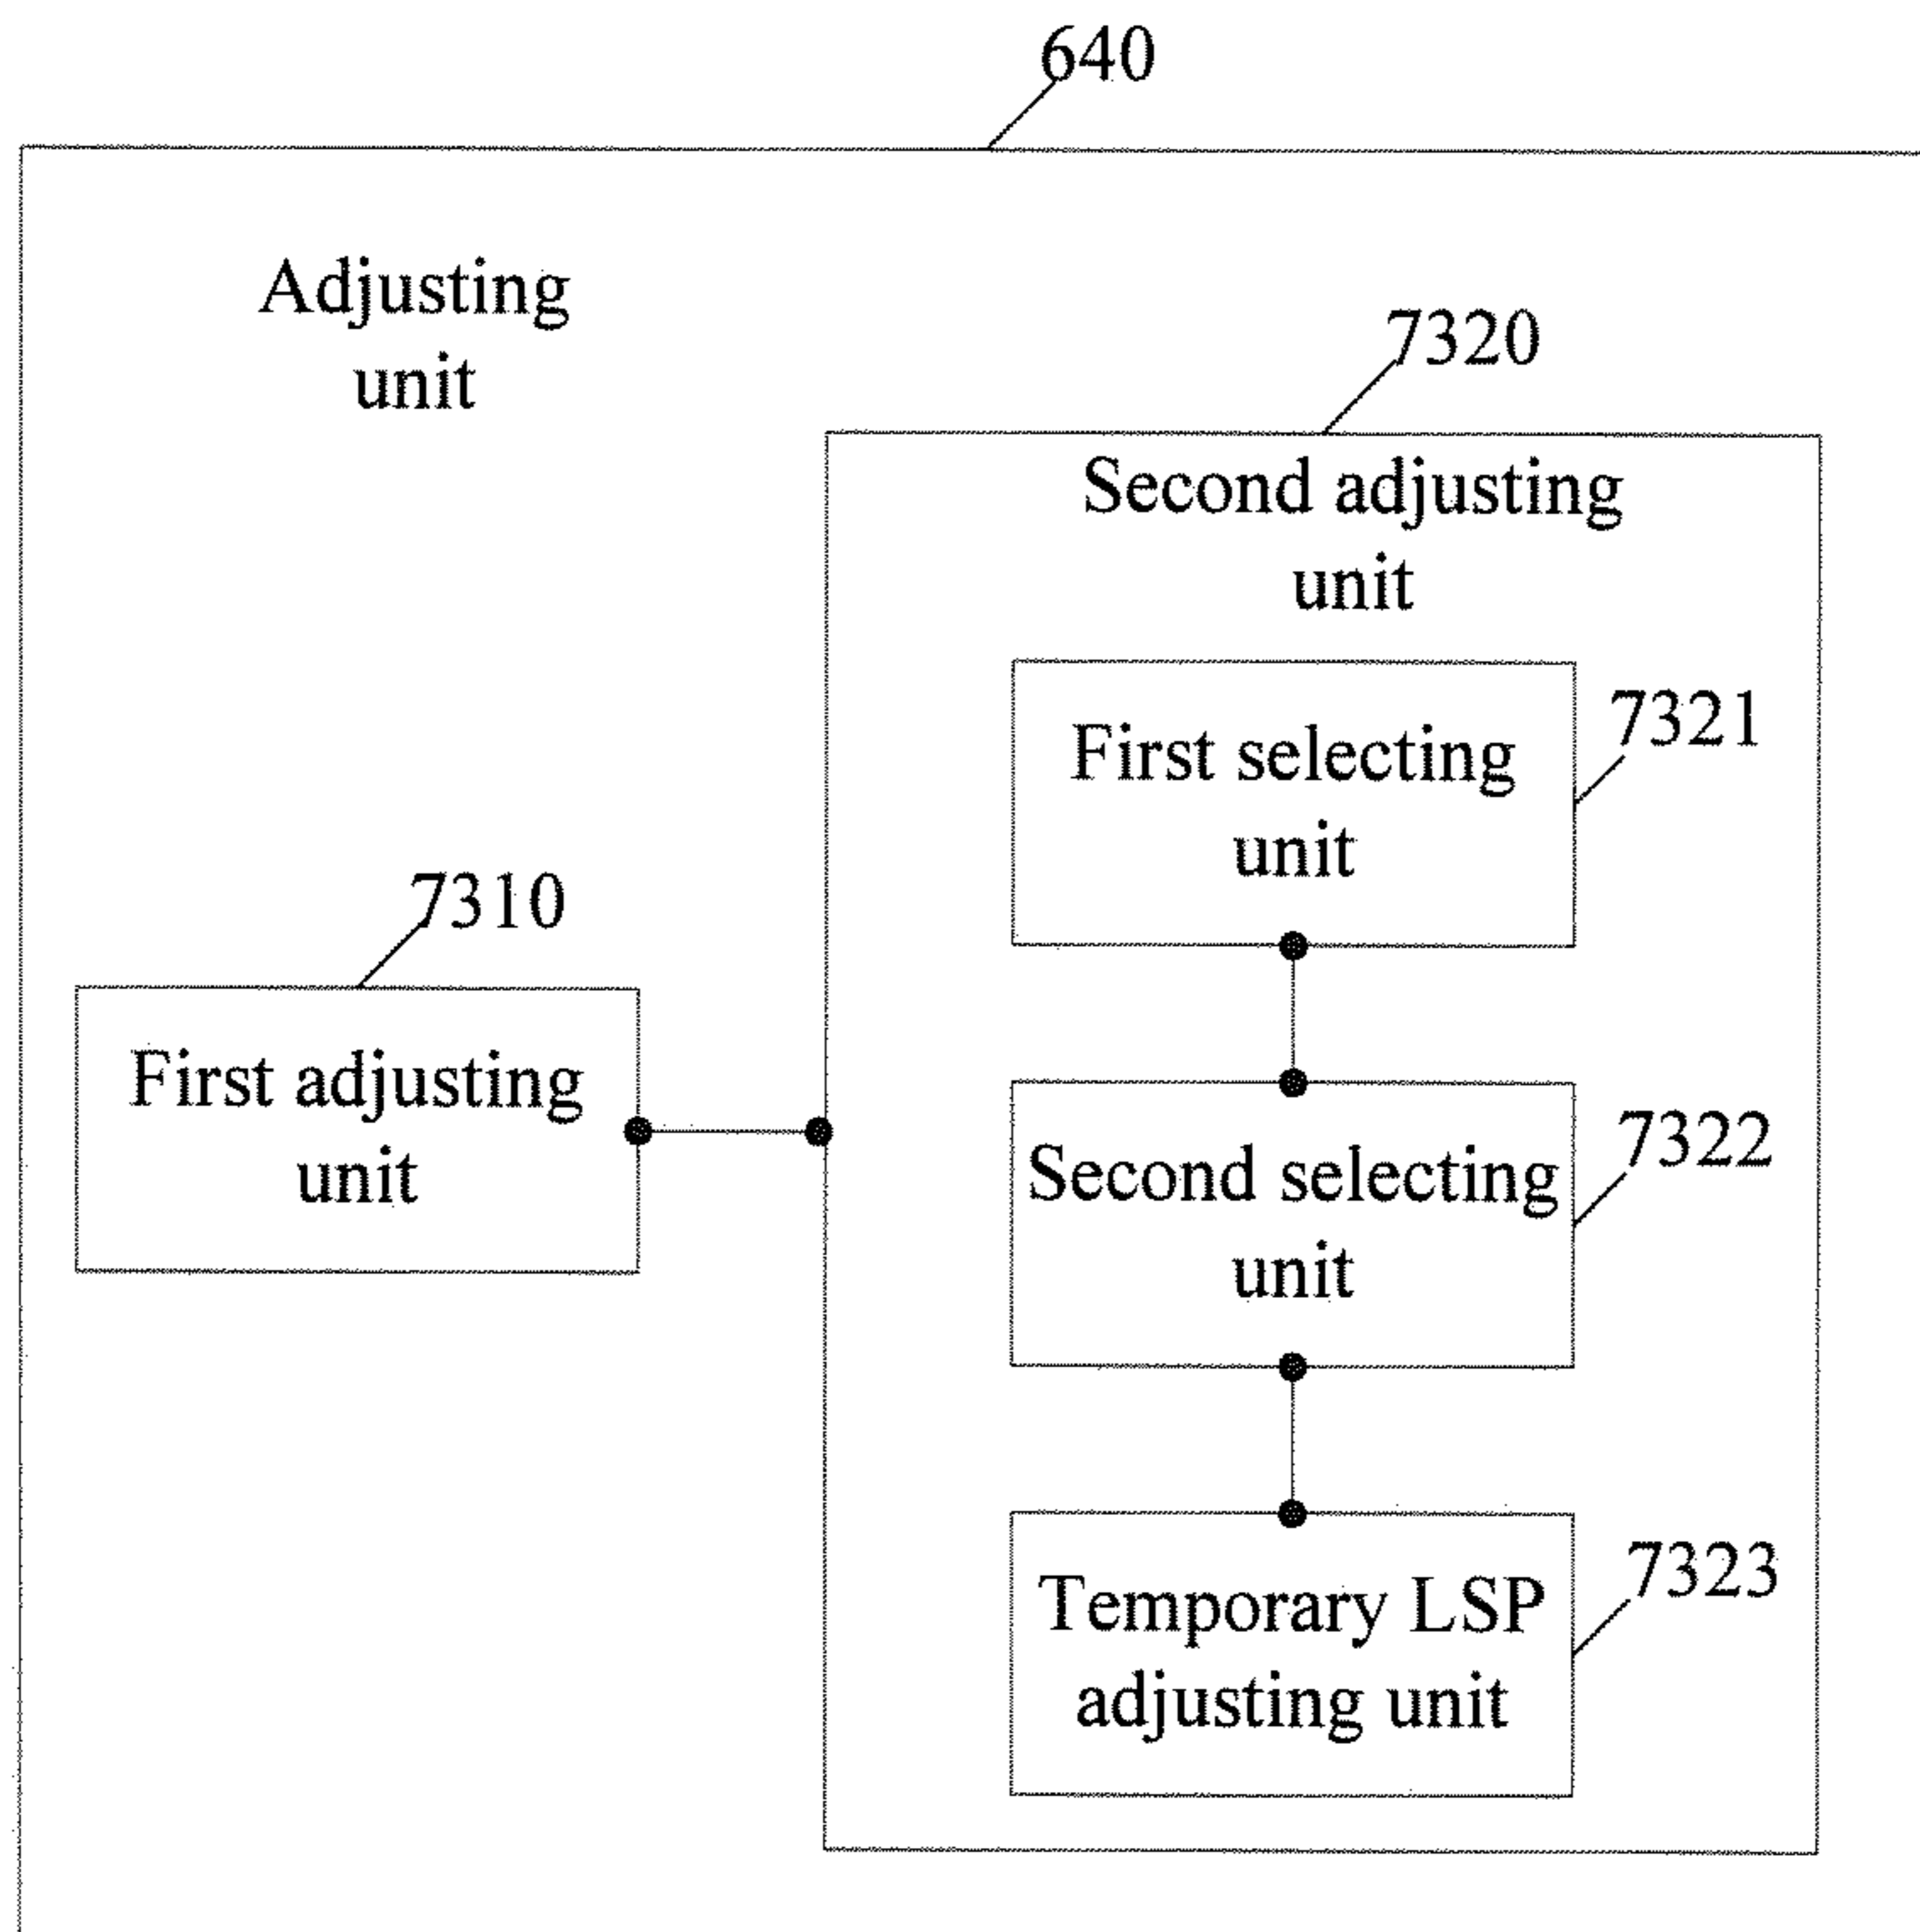 640
Adjusting
unit
7320
Second adjusting
unit
First selecting
unit
7321
7310
First adjusting
unit
Second selecting
unit
7322
Temporary LSP
adjusting unit
7323